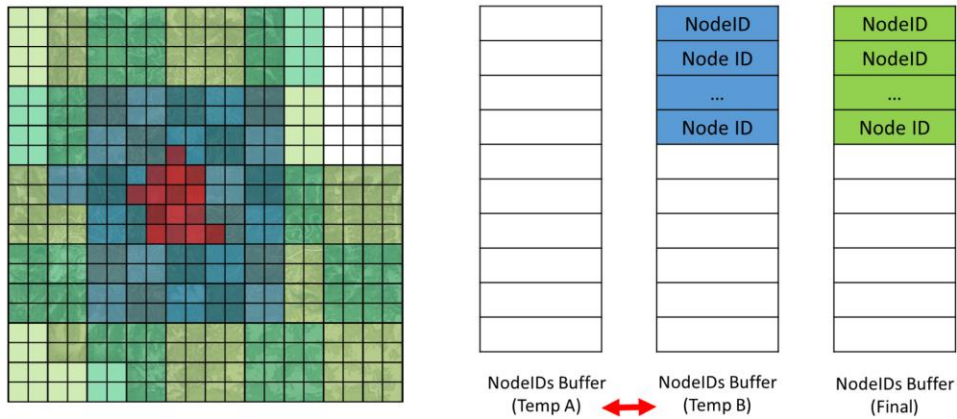 NodeID
Node ID
...
Node ID
NodeID
NodeID
...
Node ID
NodeIDs Buffer
(Temp A)
NodeIDs Buffer
(Temp B)
NodeIDs Buffer
(Final)